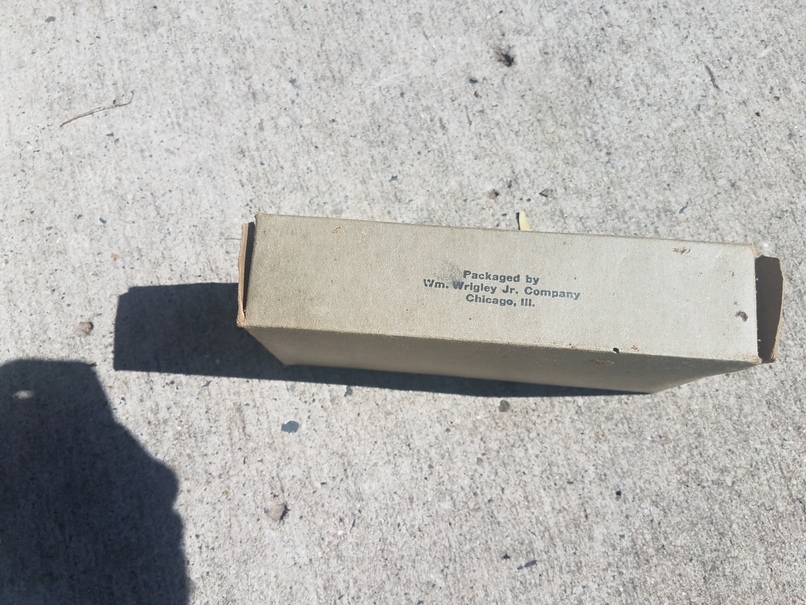 Packaged by
Wm. Wrigley Jr. Company
Chicago, Ill.